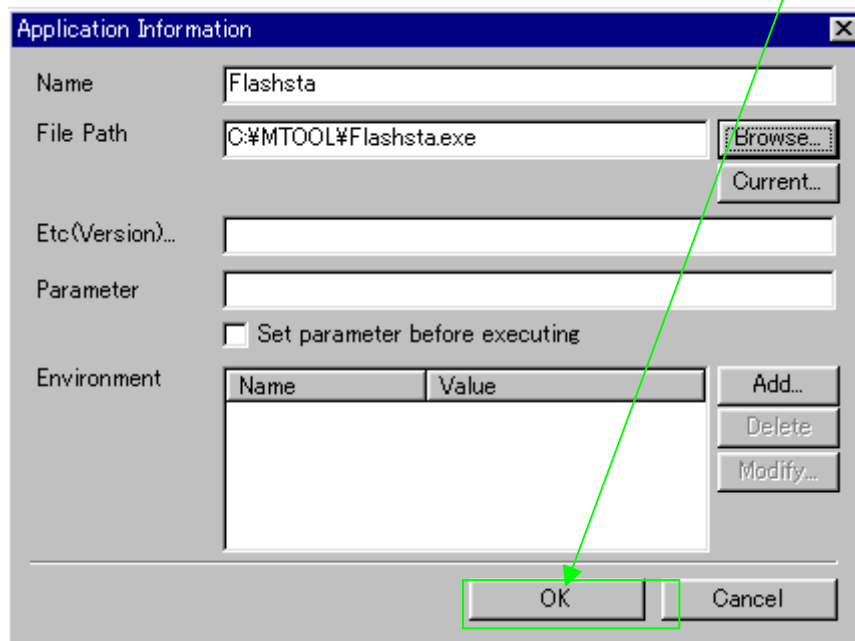 Application Information
Name Flashsta
File Path C:¥MTOOL¥Flashsta.exe Browse...
Current...
Etc(Version)...
Parameter
Set parameter before executing
Environment Name Value Add...
Delete
Modify...
OK Cancel